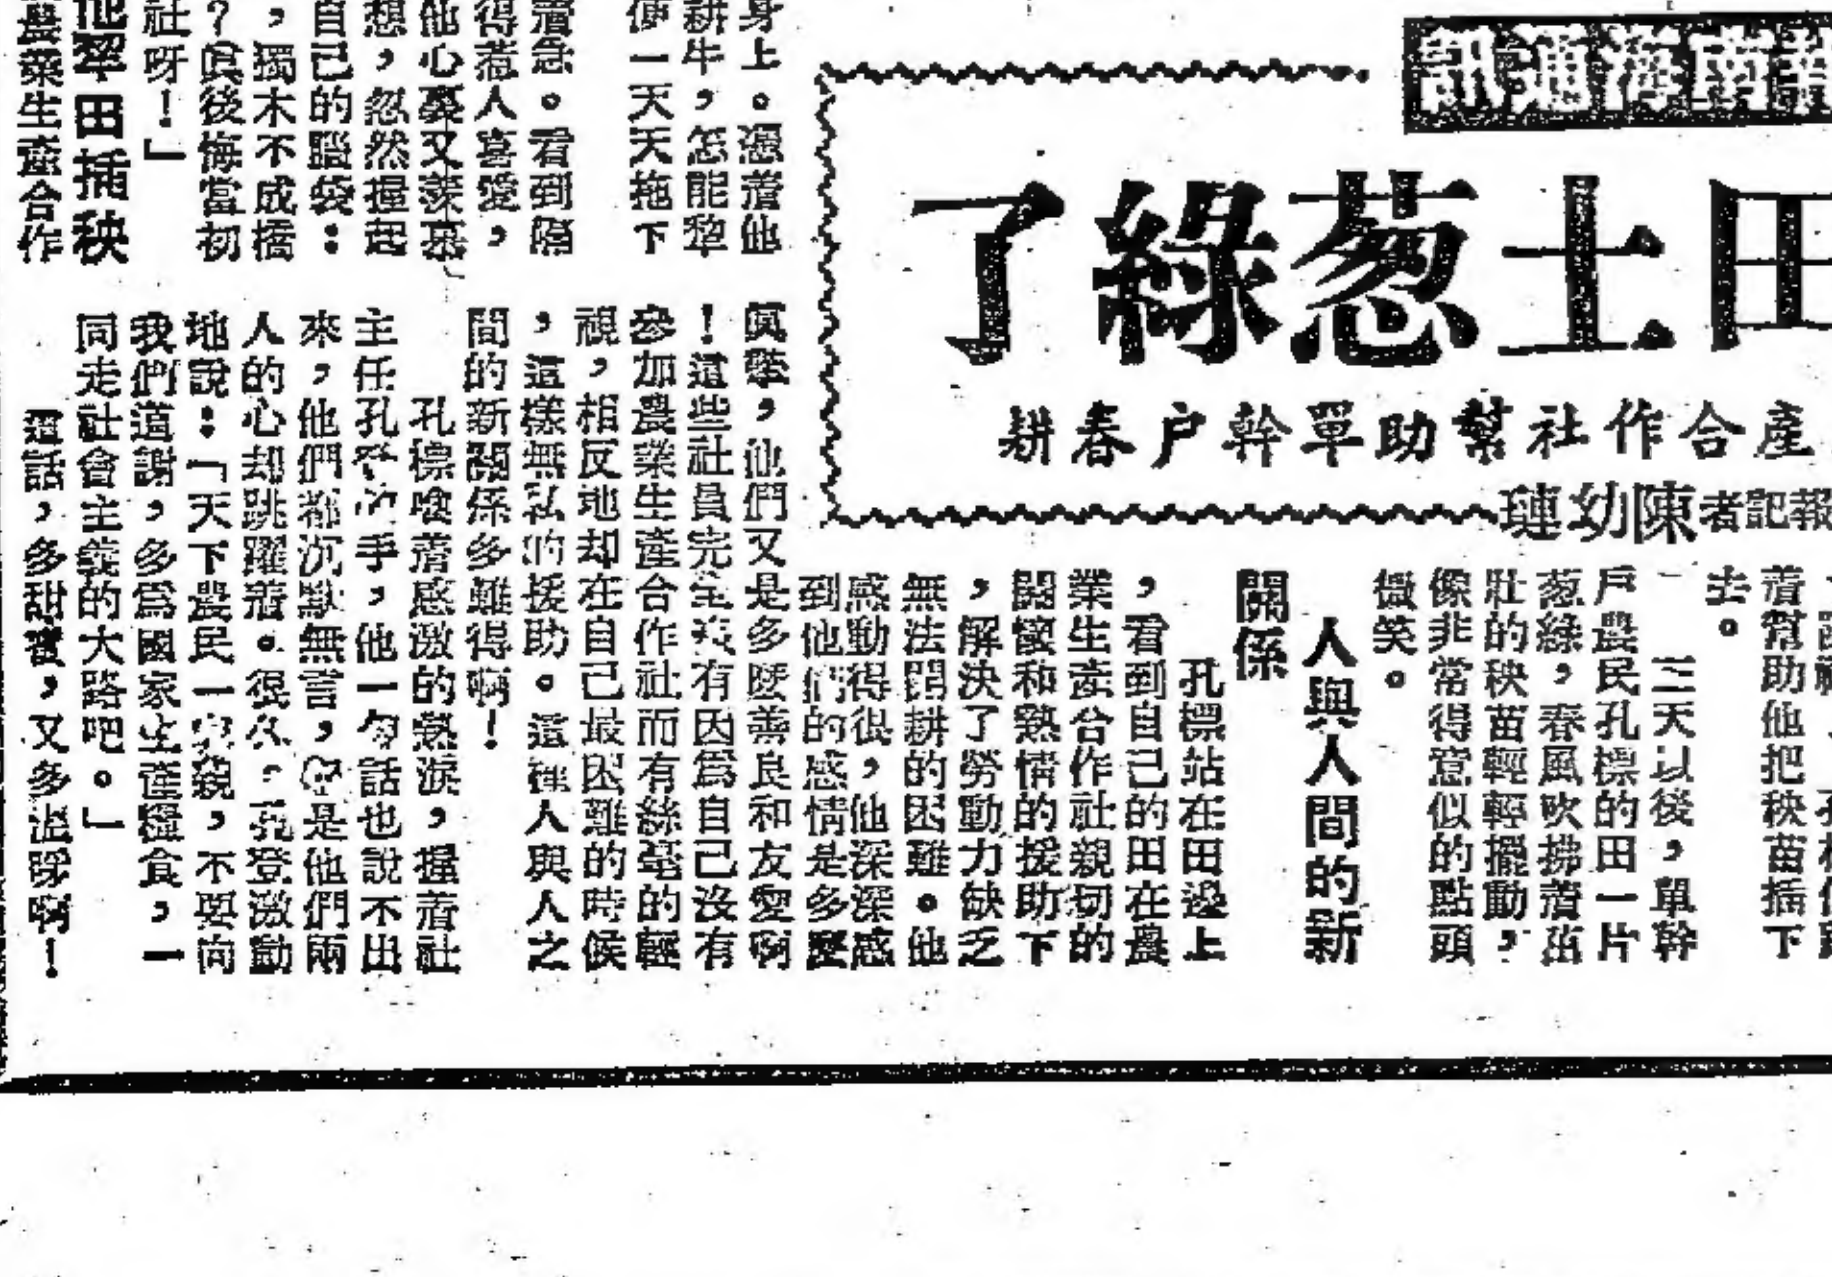 南海通訊
田土葱綠了
產合作社幫助單幹户春耕
報記者陳幼璉
身上。憑着他
耕牛，怎能犂
便一天天拖下
着急。看到隔
得惹人喜愛，
他心裏又羡慕
想，忽然握起
自己的腦袋：
，獨木不成橋
？眞後悔當初
社呀！」
他犂田插秧
農業生產合作
着幫助他把秧苗插下
去。
三天以後，單幹
戶農民孔標的田一片
葱綠，春風吹拂着茁
壯的秧苗輕輕擺動，
像非常得意似的點頭
微笑。
人與人間的新
關係
孔標站在田邊上
，看到自己的田在農
業生產合作社親切的
關懷和熱情的援助下
，解決了勞動力缺乏
無法開耕的困難。他
感動得很，他深深感
到他們的感情是多麼
眞摯，他們又是多麼善良和友愛啊
！這些社員完全沒有因爲自己沒有
參加農業生產合作社而有絲毫的輕
視，相反地却在自己最困難的時候
，這樣無私的援助。這種人與人之
間的新關係多難得啊！
孔標噙着感激的熱淚，握着社
主任孔登的手，他一句話也說不出
來，他們都沉默無言，但是他們兩
人的心却跳躍着。很久，孔登激動
地說：「天下農民一家親，不要向
我們道謝，多爲國家生產糧食，一
同走社會主義的大路吧。」
這話，多甜蜜，又多溫暖啊！